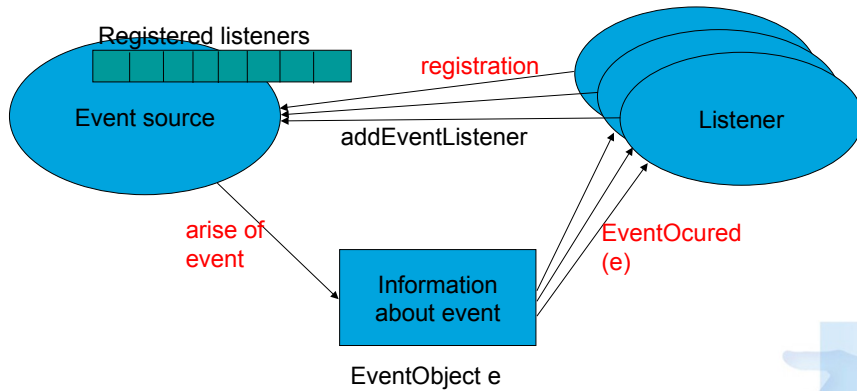 Registered listeners
registration
Event source
Listener
addEventListener
arise of
event
EventOcured
(e)
Information
about event
EventObject e